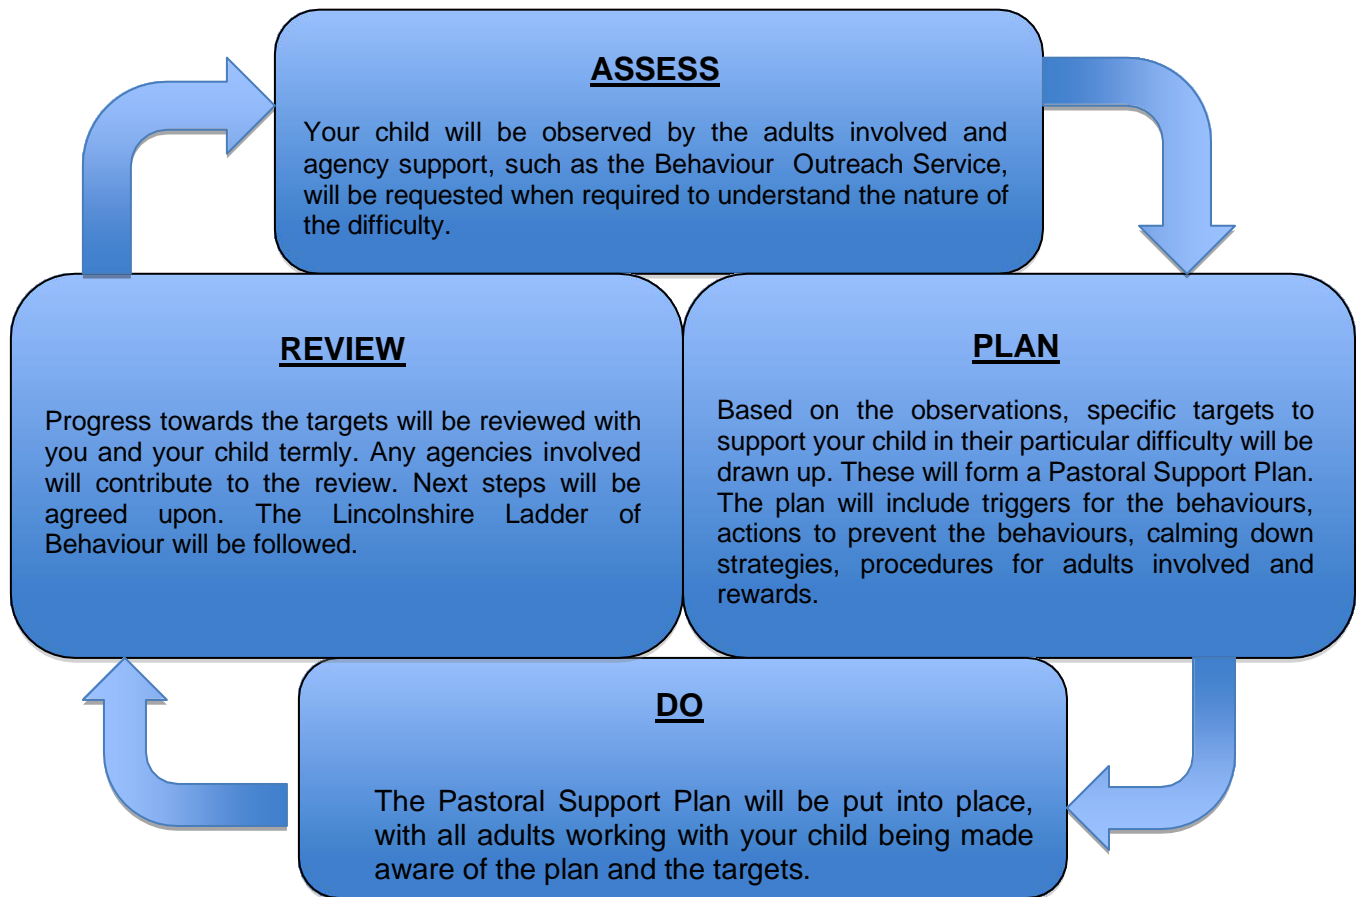 ASSESS
Your child will be observed by the adults involved and
agency support, such as the Behaviour Outreach Service,
will be requested when required to understand the nature of
the difficulty.
PLAN
Based on the observations, specific targets to
support your child in their particular difficulty will be
drawn up. These will form a Pastoral Support Plan.
The plan will include triggers for the behaviours,
actions to prevent the behaviours, calming down
strategies, procedures for adults involved and
rewards.
DO
The Pastoral Support Plan will be put into place,
with all adults working with your child being made
aware of the plan and the targets.
REVIEW
Progress towards the targets will be reviewed with
you and your child termly. Any agencies involved
will contribute to the review. Next steps will be
agreed upon. The Lincolnshire Ladder of
Behaviour will be followed.